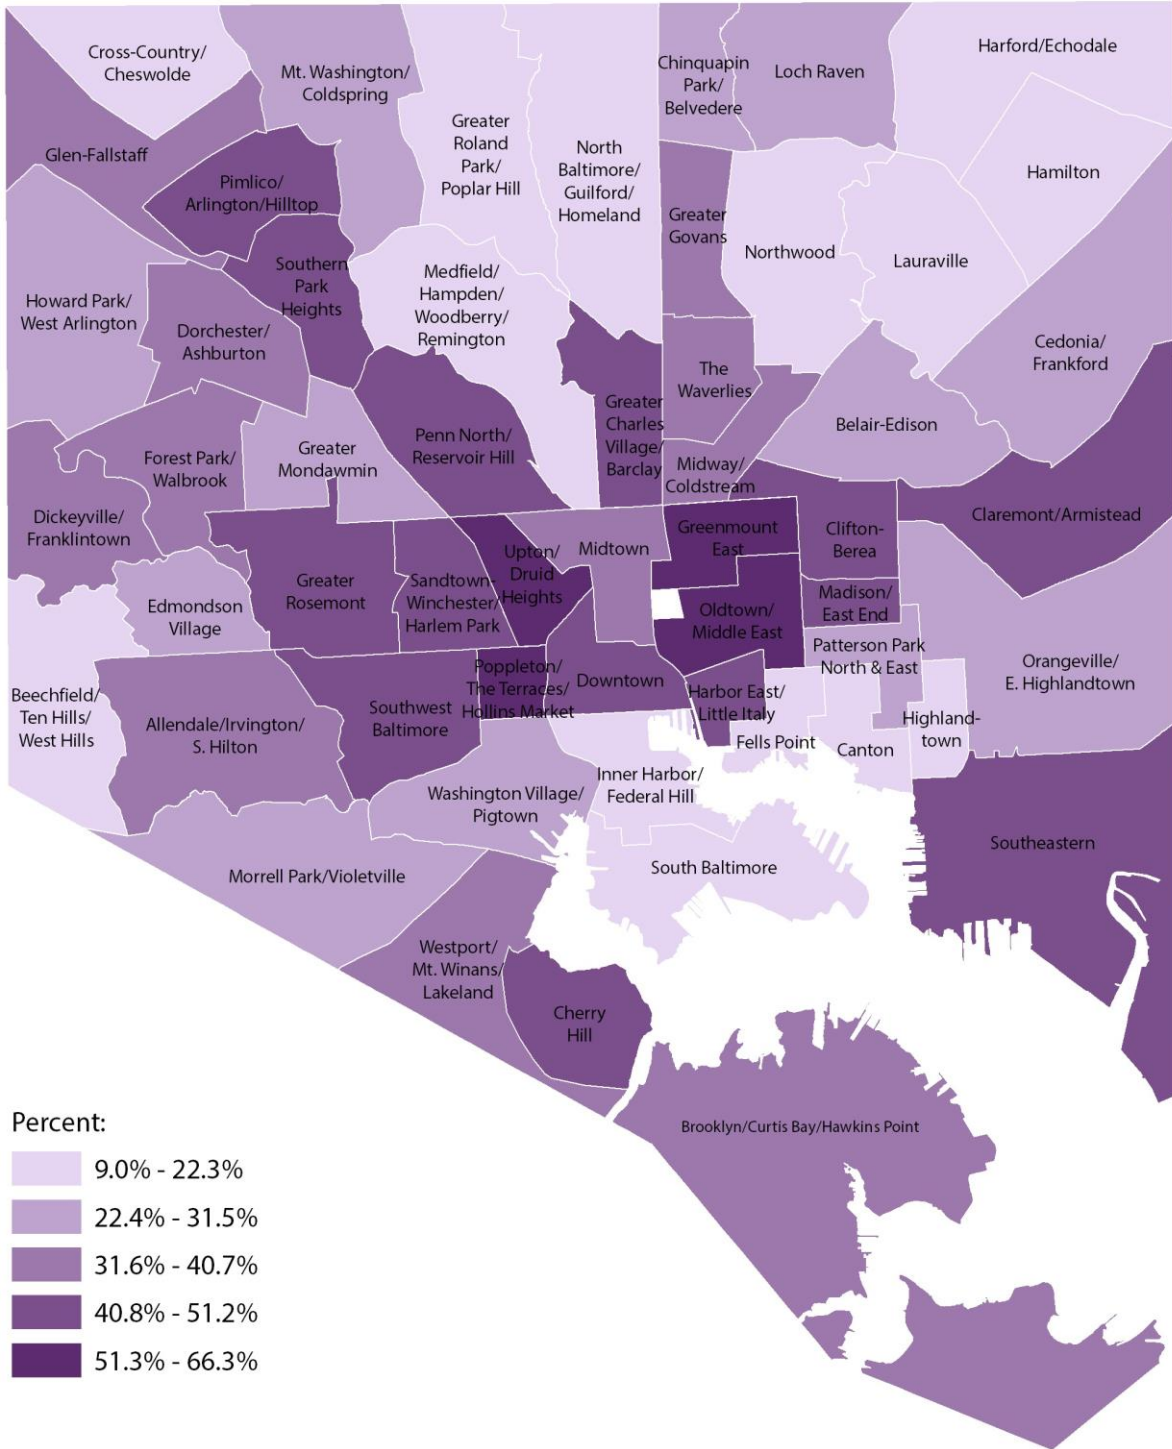 Cross-Country/
Cheswolde
Mt. Washington/
Coldspring
Greater
Roland
Park/
Poplar Hill
North
Baltimore/
Guilford/
Homeland
Chinquapin
Park/
Belvedere
Loch Raven
Harford/Echodale
Glen-Fallstaff
Pimlico/
Arlington/Hilltop
Greater
Govans
Northwood
Lauraville
Hamilton
Howard Park/
West Arlington
Dorchester/
Ashburton
Southern
Park
Heights
Medfield/
Hampden/
Woodberry/
Remington
The
Waverlies
Cedonia/
Frankford
Greater
Charles
Village/
Barclay
Belair-Edison
Forest Park/
Walbrook
Greater
Mondawmin
Penn North/
Reservoir Hill
Midway/
Coldstream
Dickeyville/
Franklintown
Claremont/Armistead
Upton/
Druid
Heights
Midtown
Greenmount
East
Clifton-
Berea
Edmondson
Village
Greater
Rosemont
Sandtown-
Winchester/
Harlem Park
Oldtown/
Middle East
Madison/
East End
Patterson Park
North & East
Orangeville/
E. Highlandtown
Beechfield/
Ten Hills/
West Hills
Allendale/Irvington/
S. Hilton
Southwest
Baltimore
Poppleton/
The Terraces/
Hollins Market
Downtown
Harbor East/
Little Italy
Fells Point
Canton
Highland-
town
Inner Harbor/
Federal Hill
Washington Village/
Pigtown
Southeastern
Morrell Park/Violetville
South Baltimore
Westport/
Mt. Winans/
Lakeland
Cherry
Hill
Brooklyn/Curtis Bay/Hawkins Point
Percent:
9.0% - 22.3%
22.4% - 31.5%
31.6% - 40.7%
40.8% - 51.2%
51.3% - 66.3%